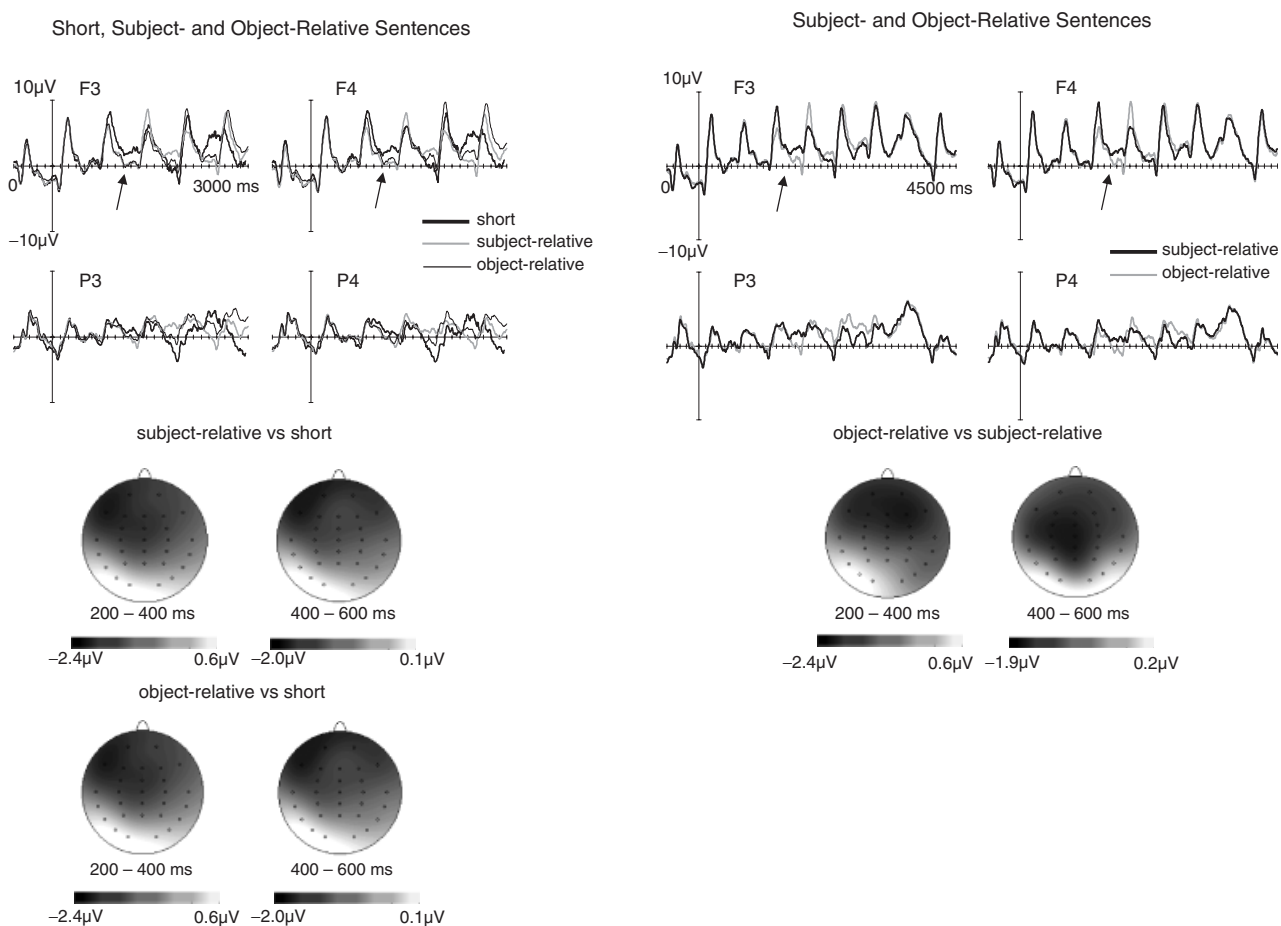 Short, Subject- and Object-Relative Sentences
10µV
F3
F4
0
3000 ms
−10µV
short
subject-relative
object-relative
P3
P4
subject-relative vs short
200 – 400 ms
400 – 600 ms
−2.4µV
0.6µV
−2.0µV
0.1µV
object-relative vs short
200 – 400 ms
400 – 600 ms
−2.4µV
0.6µV
−2.0µV
0.1µV
Subject- and Object-Relative Sentences
10µV
F3
F4
0
4500 ms
−10µV
subject-relative
object-relative
P3
P4
object-relative vs subject-relative
200 – 400 ms
400 – 600 ms
−2.4µV
0.6µV
−1.9µV
0.2µV